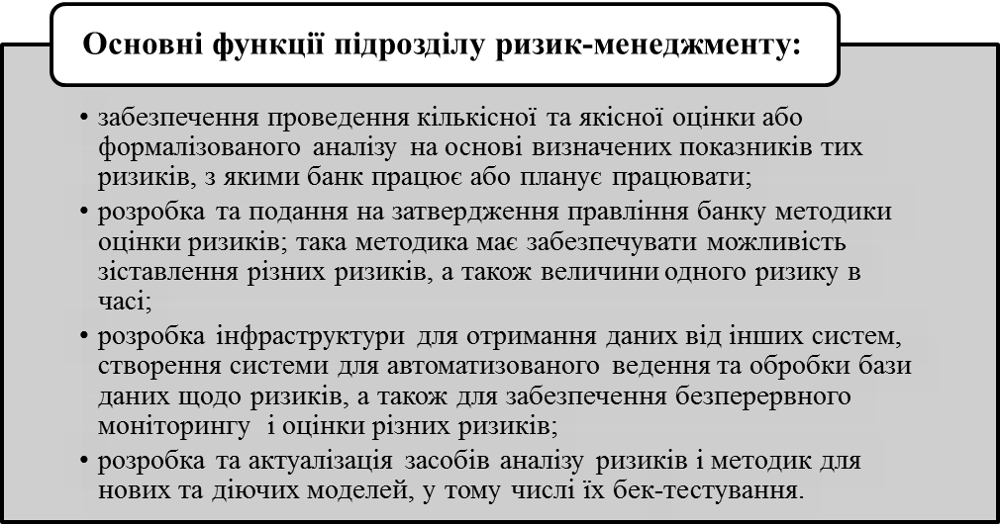 Основні функції підрозділу ризик-менеджменту:
• забезпечення проведення кількісної та якісної оцінки або
формалізованого аналізу на основі визначених показників тих
ризиків, з якими банк працює або планує працювати;
• розробка та подання на затвердження правління банку методики
оцінки ризиків; така методика має забезпечувати можливість
зіставлення різних ризиків, а також величини одного ризику в
часі;
• розробка інфраструктури для отримання даних від інших систем,
створення системи для автоматизованого ведення та обробки бази
даних щодо ризиків, а також для забезпечення безперервного
моніторингу і оцінки різних ризиків;
• розробка та актуалізація засобів аналізу ризиків і методик для
нових та діючих моделей, у тому числі їх бек-тестування.